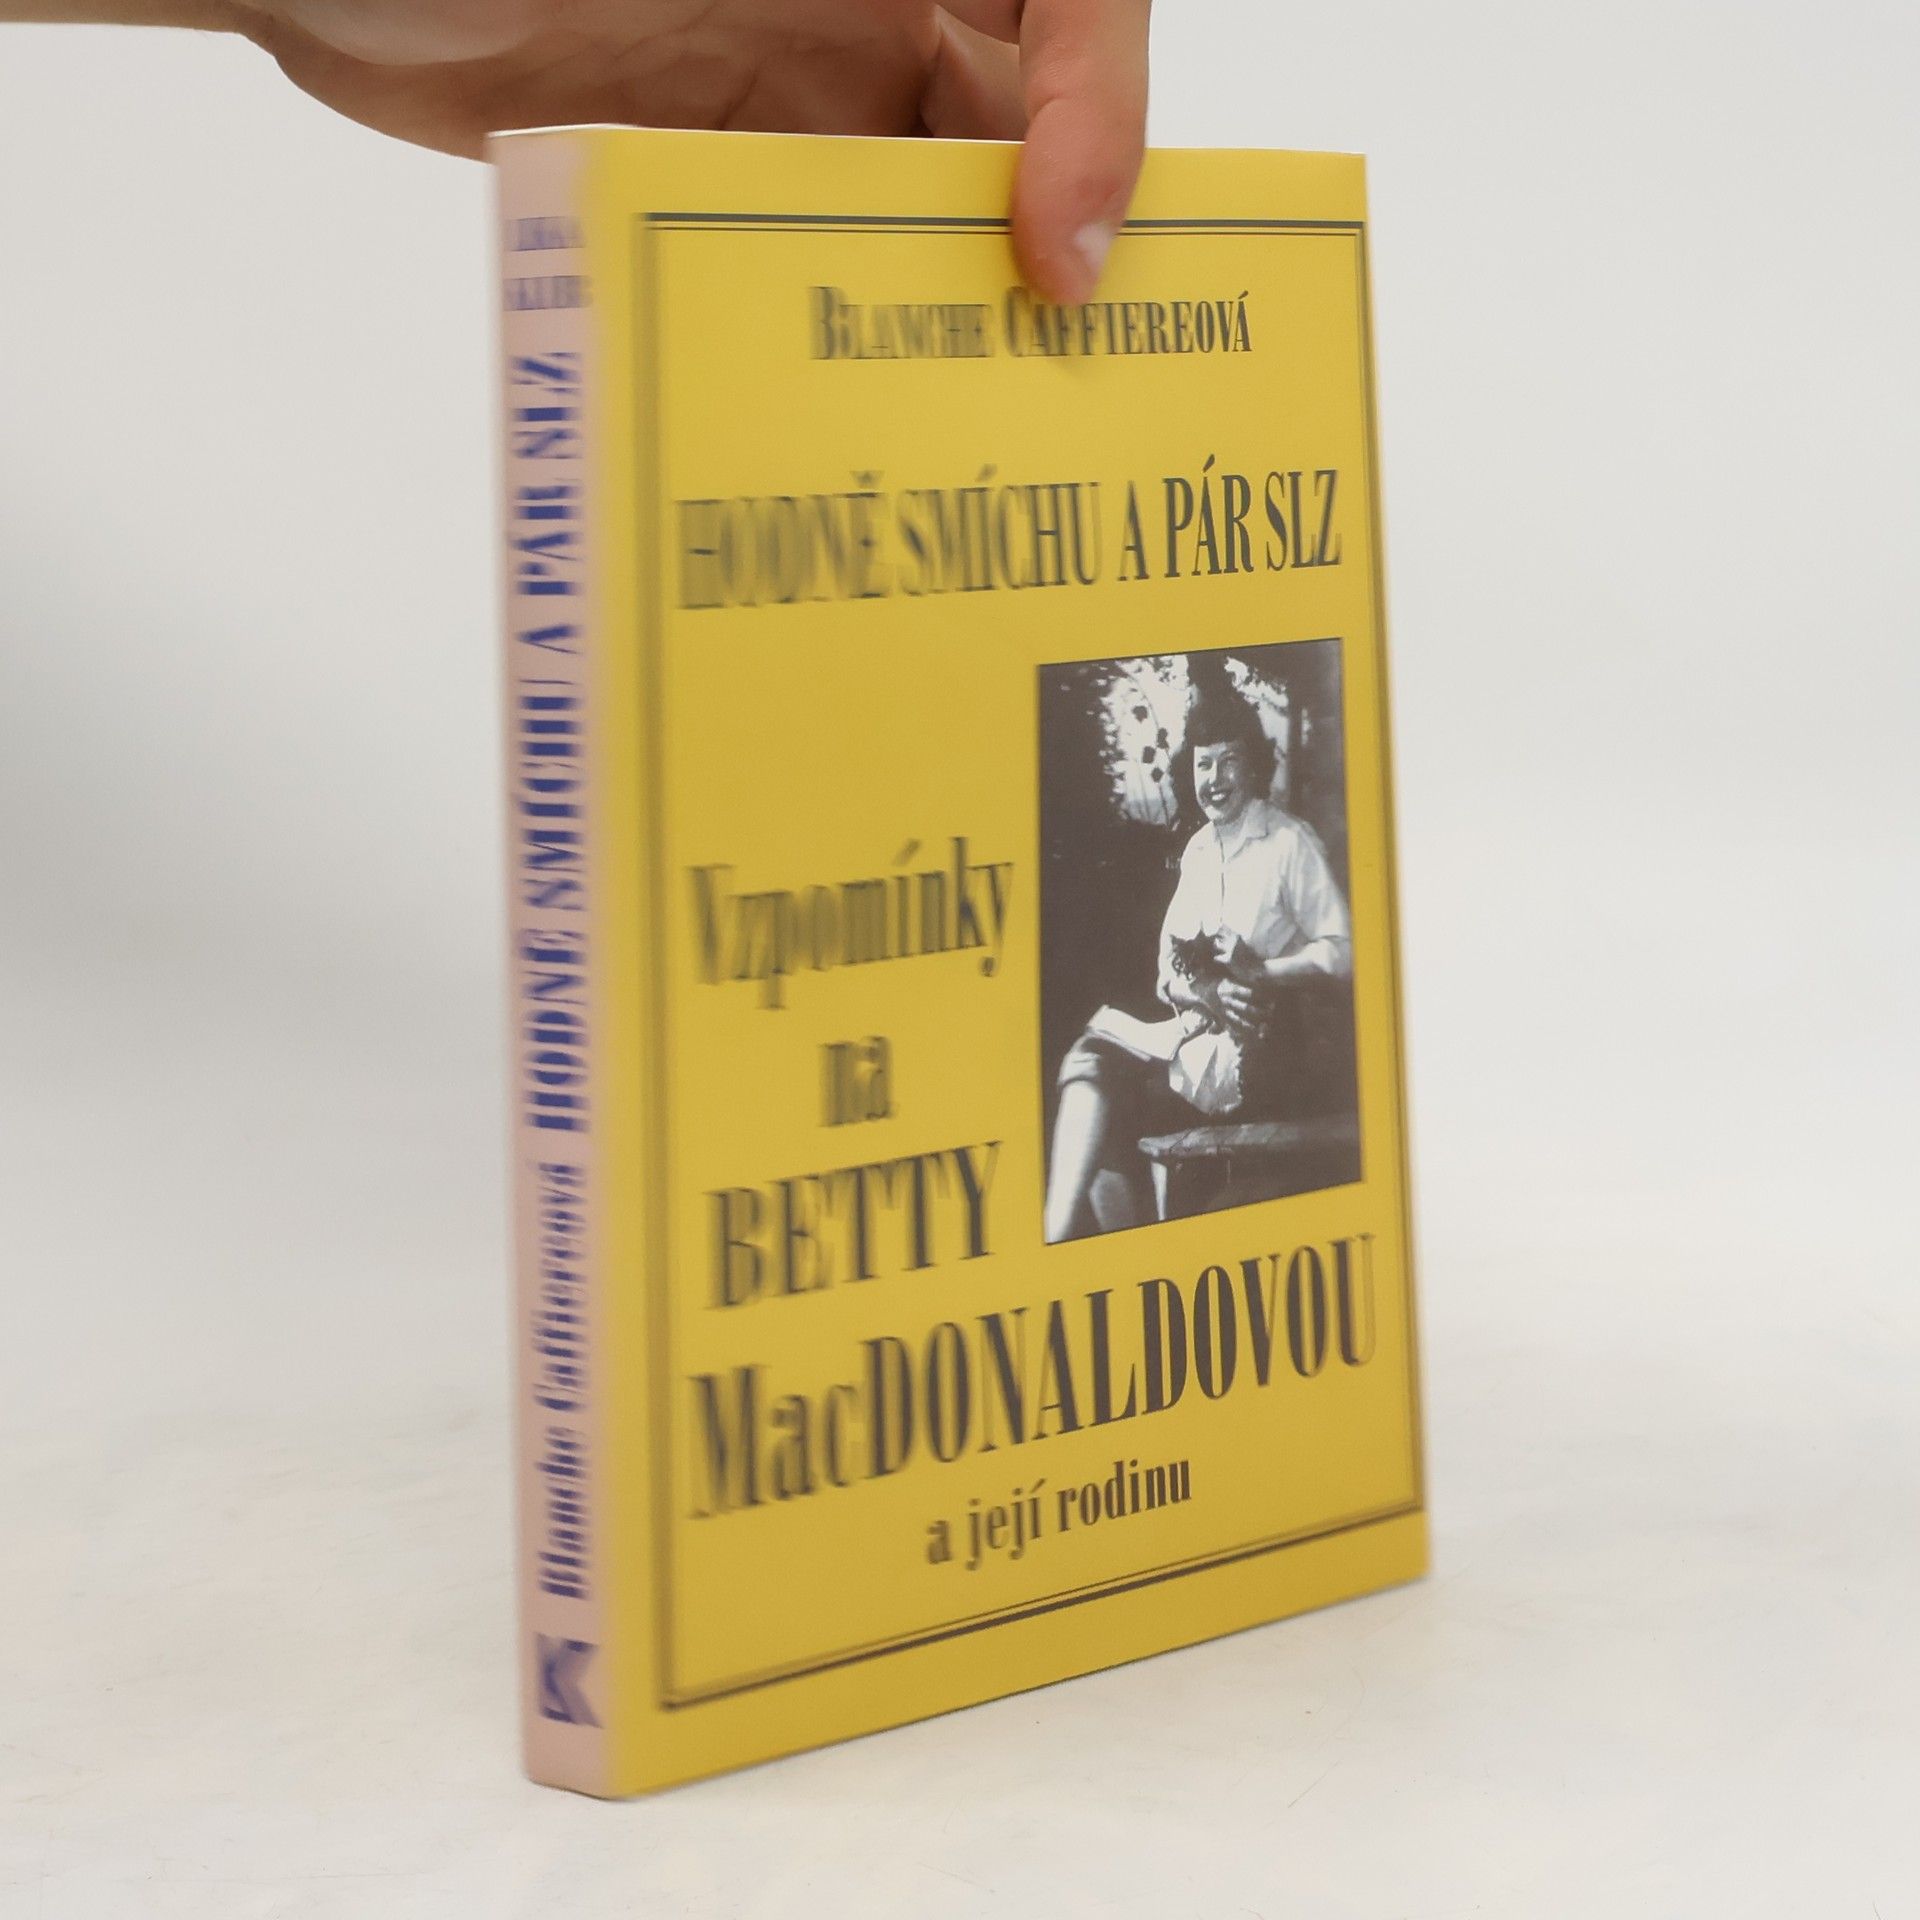 BLANCHE CAFFIEREOVÁ
HODNĚ SMÍCHU A PÁR SLZ
Vzpomínky
na
BETTY
MacDONALDOVOU
a její rodinu
Blanche Caffiereová HODNĚ SMÍCHU A PÁR SLZ
K